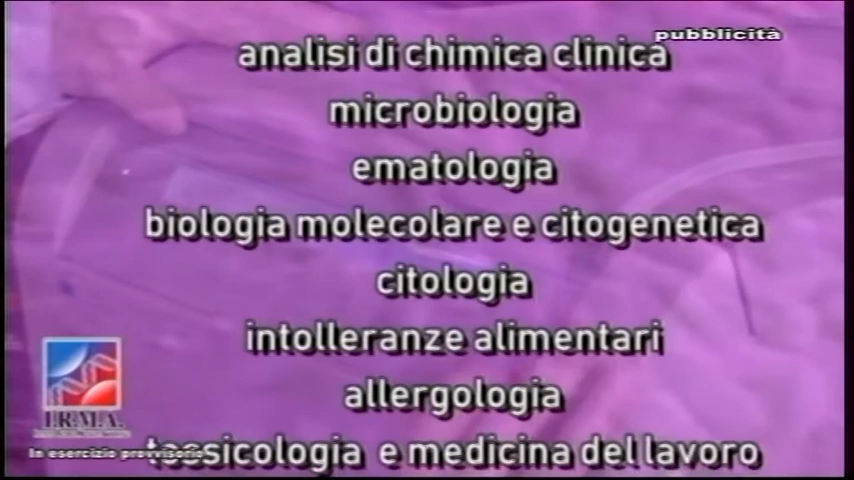 pubblicità
analisi di chimica clinica
microbiologia
ematologia
biologia molecolare e citogenetica
citologia
intolleranze alimentari
allergologia
I.R.M.A.
tossicologia e medicina del lavoro
In esercizio provvisorio